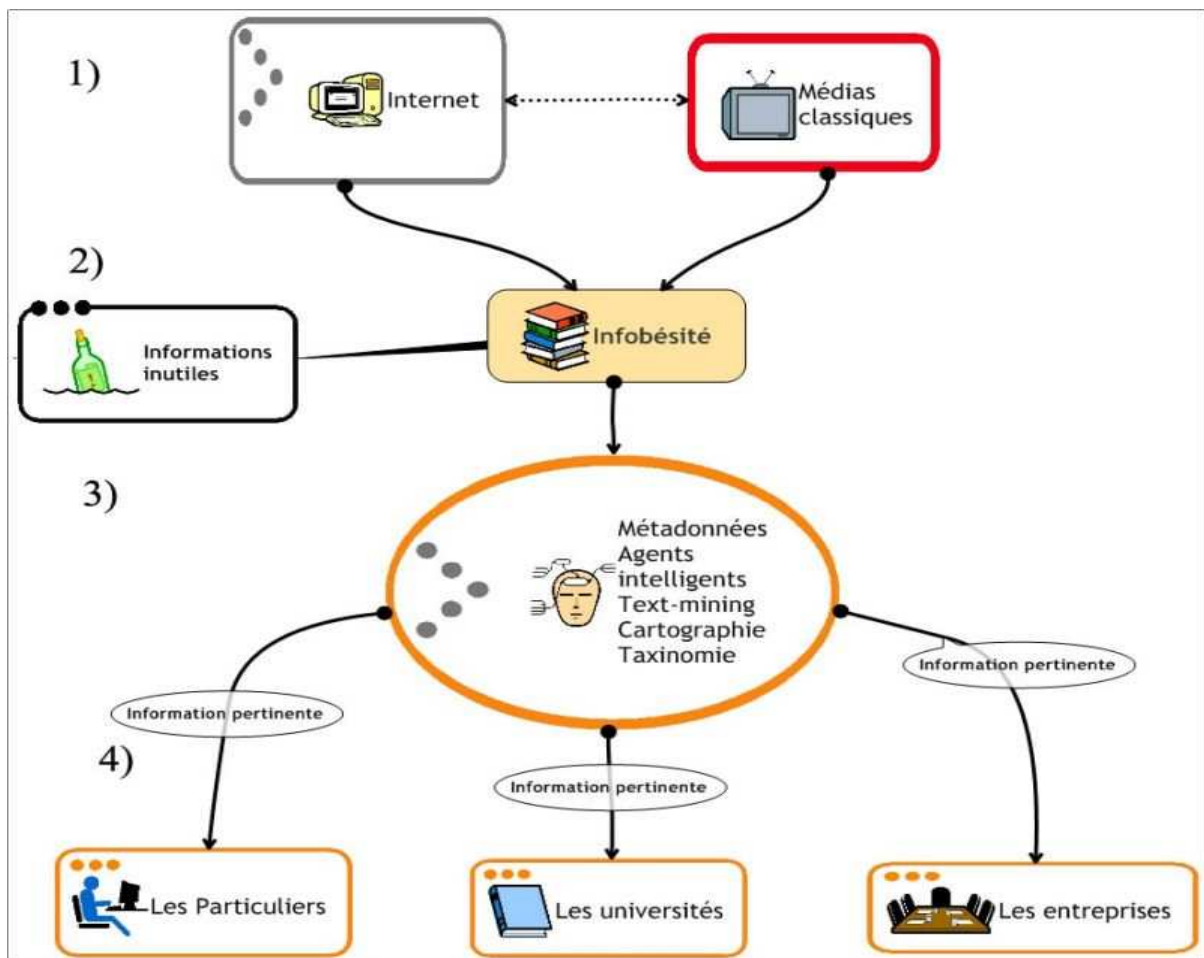 1)
Internet
Médias
classiques
2)
Informations
inutiles
Infobésité
3)
Métadonnées
Agents
intelligents
Text-mining
Cartographie
Taxinomie
Information pertinente
Information pertinente
4)
Information pertinente
Les Particuliers
Les universités
Les entreprises